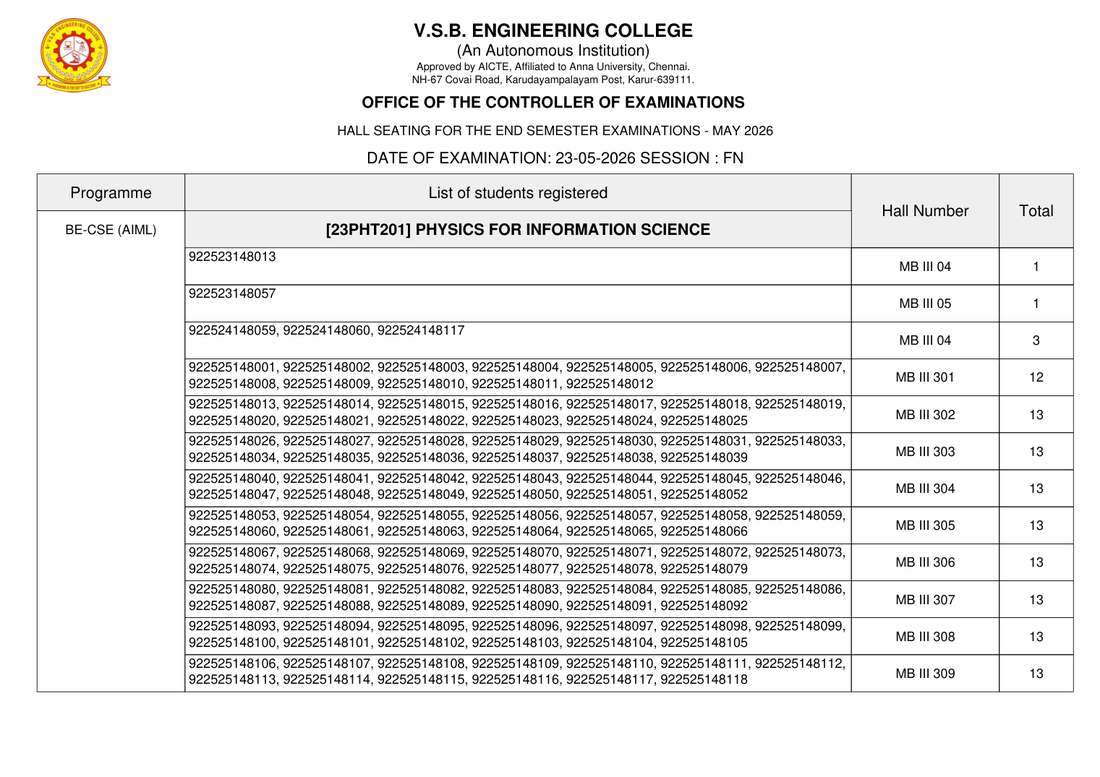 V.S.B. ENGINEERING COLLEGE
(An Autonomous Institution)
Approved by AICTE, Affiliated to Anna University, Chennai.
NH-67 Covai Road, Karudayampalayam Post, Karur-639111.
OFFICE OF THE CONTROLLER OF EXAMINATIONS
HALL SEATING FOR THE END SEMESTER EXAMINATIONS - MAY 2026
DATE OF EXAMINATION: 23-05-2026 SESSION : FN
Programme List of students registered Hall Number Total
BE-CSE (AIML) [23PHT201] PHYSICS FOR INFORMATION SCIENCE
922523148013 MB III 04 1
922523148057 MB III 05 1
922524148059, 922524148060, 922524148117 MB III 04 3
922525148001, 922525148002, 922525148003, 922525148004, 922525148005, 922525148006, 922525148007,
922525148008, 922525148009, 922525148010, 922525148011, 922525148012 MB III 301 12
922525148013, 922525148014, 922525148015, 922525148016, 922525148017, 922525148018, 922525148019,
922525148020, 922525148021, 922525148022, 922525148023, 922525148024, 922525148025 MB III 302 13
922525148026, 922525148027, 922525148028, 922525148029, 922525148030, 922525148031, 922525148033,
922525148034, 922525148035, 922525148036, 922525148037, 922525148038, 922525148039 MB III 303 13
922525148040, 922525148041, 922525148042, 922525148043, 922525148044, 922525148045, 922525148046,
922525148047, 922525148048, 922525148049, 922525148050, 922525148051, 922525148052 MB III 304 13
922525148053, 922525148054, 922525148055, 922525148056, 922525148057, 922525148058, 922525148059,
922525148060, 922525148061, 922525148063, 922525148064, 922525148065, 922525148066 MB III 305 13
922525148067, 922525148068, 922525148069, 922525148070, 922525148071, 922525148072, 922525148073,
922525148074, 922525148075, 922525148076, 922525148077, 922525148078, 922525148079 MB III 306 13
922525148080, 922525148081, 922525148082, 922525148083, 922525148084, 922525148085, 922525148086,
922525148087, 922525148088, 922525148089, 922525148090, 922525148091, 922525148092 MB III 307 13
922525148093, 922525148094, 922525148095, 922525148096, 922525148097, 922525148098, 922525148099,
922525148100, 922525148101, 922525148102, 922525148103, 922525148104, 922525148105 MB III 308 13
922525148106, 922525148107, 922525148108, 922525148109, 922525148110, 922525148111, 922525148112,
922525148113, 922525148114, 922525148115, 922525148116, 922525148117, 922525148118 MB III 309 13